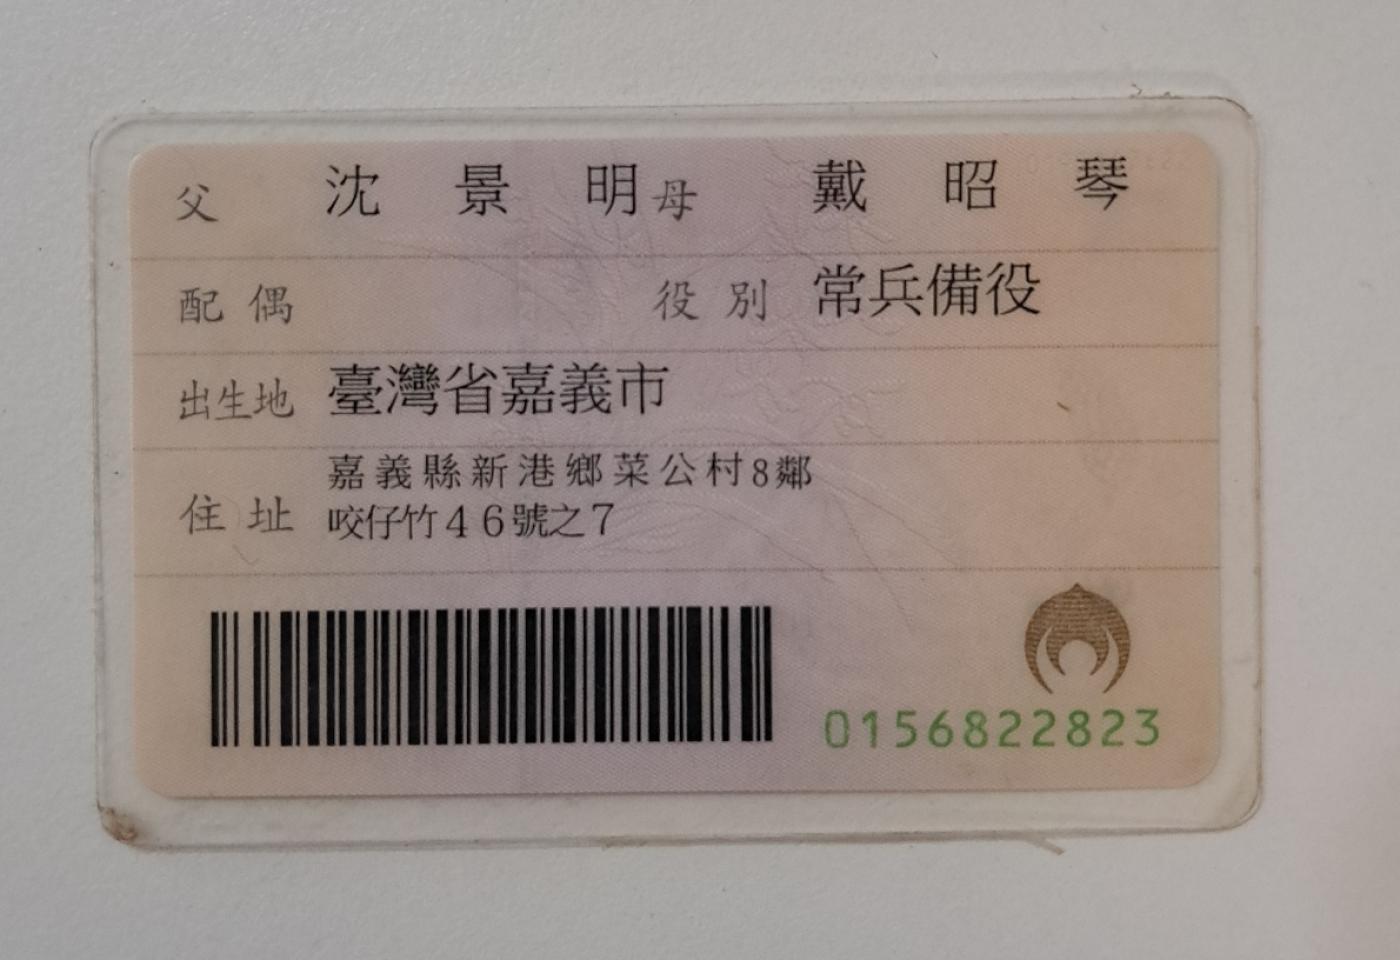 父 沈景明 母 戴昭琴
配偶 役別 常兵備役
出生地 臺灣省嘉義市
住址 嘉義縣新港鄉菜公村8鄰
咬仔竹46號之7
0156822823